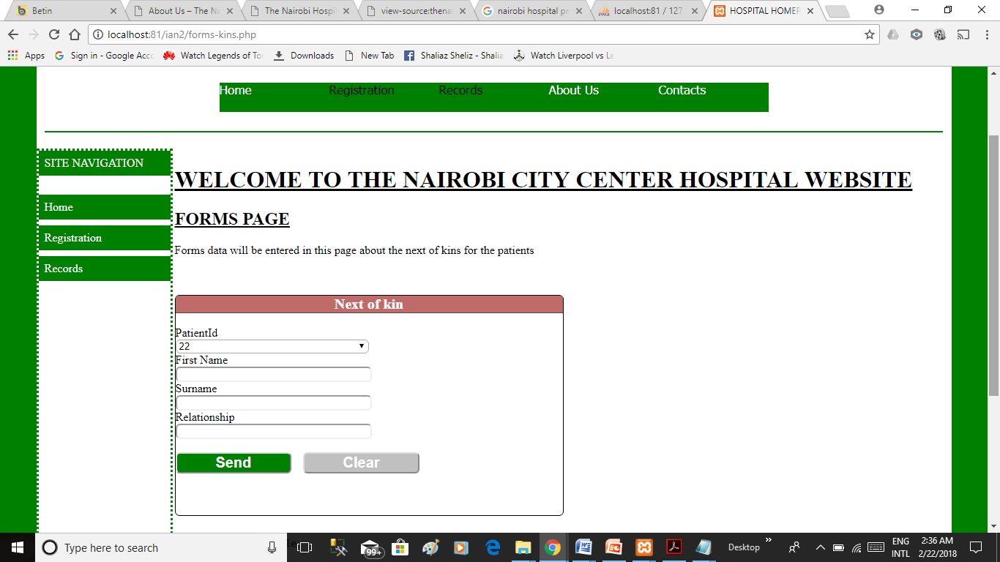 Betin
About Us – The Na
The Nairobi Hospi
view-source:thena
nairobi hospital pr
localhost:81 / 127.
HOSPITAL HOMEP
localhost:81/ian2/forms-kins.php
Apps Sign in - Google Acco Watch Legends of To Downloads New Tab Shaliaz Sheliz - Shalia Watch Liverpool vs Le
Home Registration Records About Us Contacts
SITE NAVIGATION
Home
Registration
Records
WELCOME TO THE NAIROBI CITY CENTER HOSPITAL WEBSITE
FORMS PAGE
Forms data will be entered in this page about the next of kins for the patients
Next of kin
PatientId
22
First Name
Surname
Relationship
Send Clear
Type here to search
99+
Desktop
ENG
INTL
2:36 AM
2/22/2018